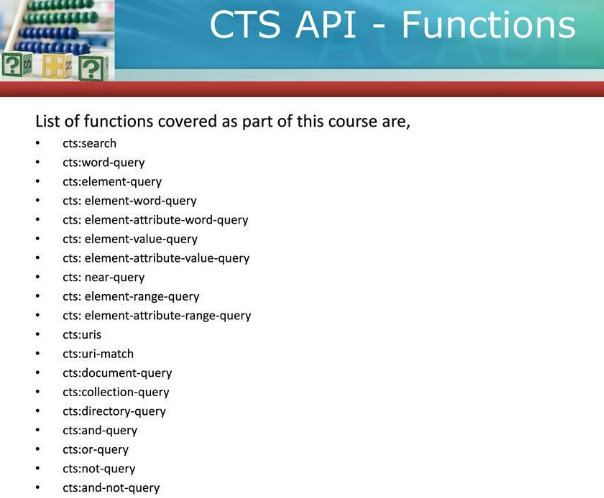 CTS API - Functions
List of functions covered as part of this course are,
• cts:search
• cts:word-query
• cts:element-query
• cts: element-word-query
• cts: element-attribute-word-query
• cts: element-value-query
• cts: element-attribute-value-query
• cts: near-query
• cts: element-range-query
• cts: element-attribute-range-query
• cts:uris
• cts:uri-match
• cts:document-query
• cts:collection-query
• cts:directory-query
• cts:and-query
• cts:or-query
• cts:not-query
• cts:and-not-query